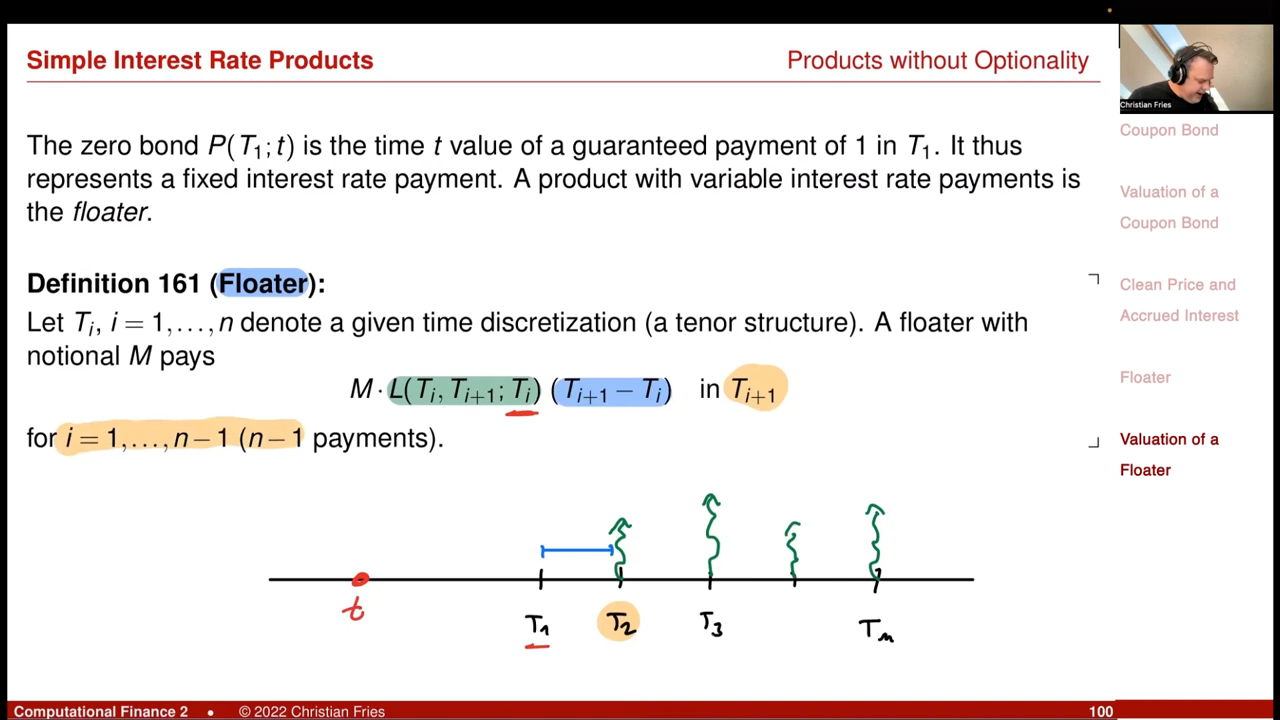 Simple Interest Rate Products
Products without Optionality
Christian Fries
The zero bond P(T₁; t) is the time t value of a guaranteed payment of 1 in T₁. It thus
represents a fixed interest rate payment. A product with variable interest rate payments is
the floater.
Definition 161 (Floater):
Let Tᵢ, i = 1,...,n denote a given time discretization (a tenor structure). A floater with
notional M pays
M · L(Tᵢ, Tᵢ₊₁; Tᵢ) (Tᵢ₊₁ − Tᵢ) in Tᵢ₊₁
for i = 1,...,n−1 (n−1 payments).
t
T₁
T₂
T₃
Tₙ
Coupon Bond
Valuation of a
Coupon Bond
Clean Price and
Accrued Interest
Floater
Valuation of a
Floater
Computational Finance 2 • © 2022 Christian Fries
100